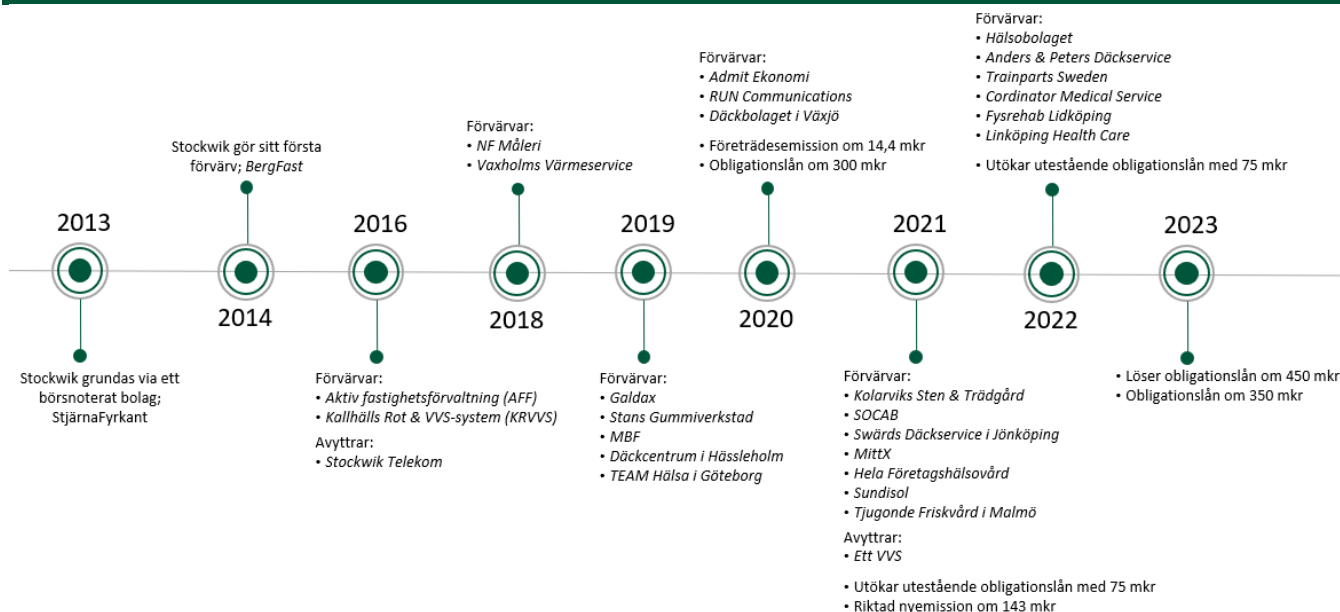 2013
Stockwik grundas via ett
börsnoterat bolag;
StjärnaFyrkant
Stockwik gör sitt första
förvärv; BergFast
2014
2016
Förvärvar:
• Aktiv fastighetsförvaltning (AFF)
• Kallhälls Rot & VVS-system (KRVVS)
Avyttrar:
• Stockwik Telekom
Förvärvar:
• NF Måleri
• Vaxholms Värmeservice
2018
2019
Förvärvar:
• Galdax
• Stans Gummiverkstad
• MBF
• Däckcentrum i Hässleholm
• TEAM Hälsa i Göteborg
Förvärvar:
• Admit Ekonomi
• RUN Communications
• Däckbolaget i Växjö
• Företrädesemission om 14,4 mkr
• Obligationslån om 300 mkr
2020
2021
Förvärvar:
• Kolarviks Sten & Trädgård
• SOCAB
• Swärds Däckservice i Jönköping
• MittX
• Hela Företagshälsovård
• Sundisol
• Tjugonde Friskvård i Malmö
Avyttrar:
• Ett VVS
• Utökar utestående obligationslån med 75 mkr
• Riktad nyemission om 143 mkr
Förvärvar:
• Hälsobolaget
• Anders & Peters Däckservice
• Trainparts Sweden
• Cordinator Medical Service
• Fysrehab Lidköping
• Linköping Health Care
• Utökar utestående obligationslån med 75 mkr
2022
2023
• Löser obligationslån om 450 mkr
• Obligationslån om 350 mkr